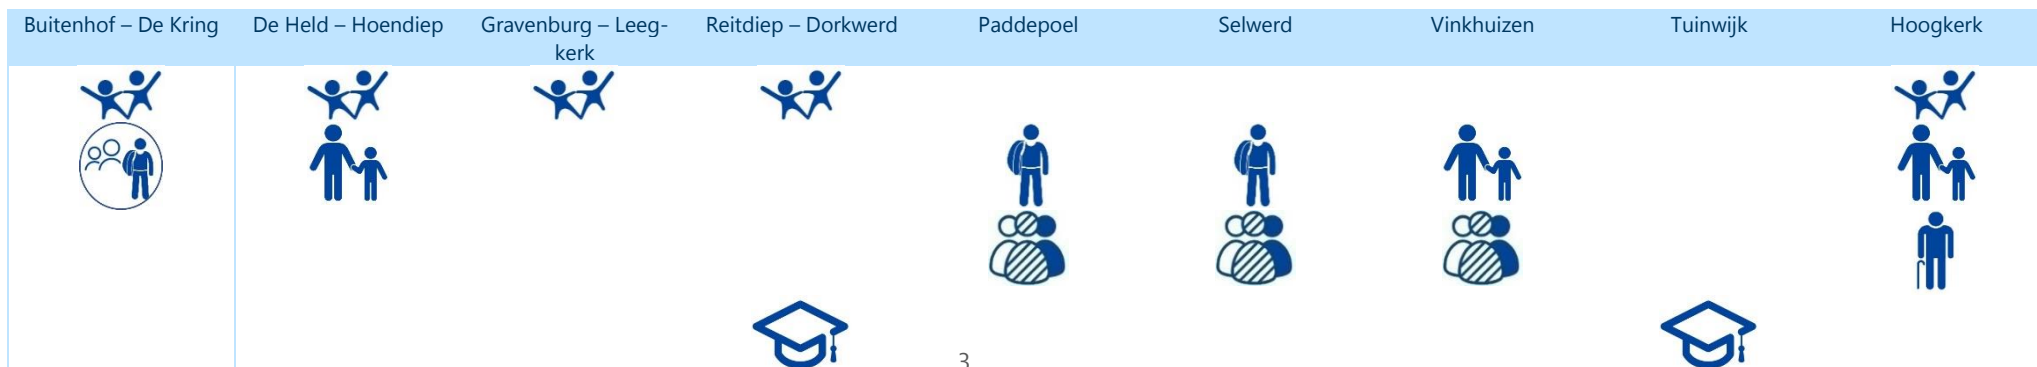 Buitenhof – De Kring
De Held – Hoendiep
Gravenburg – Leeg-
kerk
Reitdiep – Dorkwerd
Paddepoel
Selwerd
Vinkhuizen
Tuinwijk
Hoogkerk
3